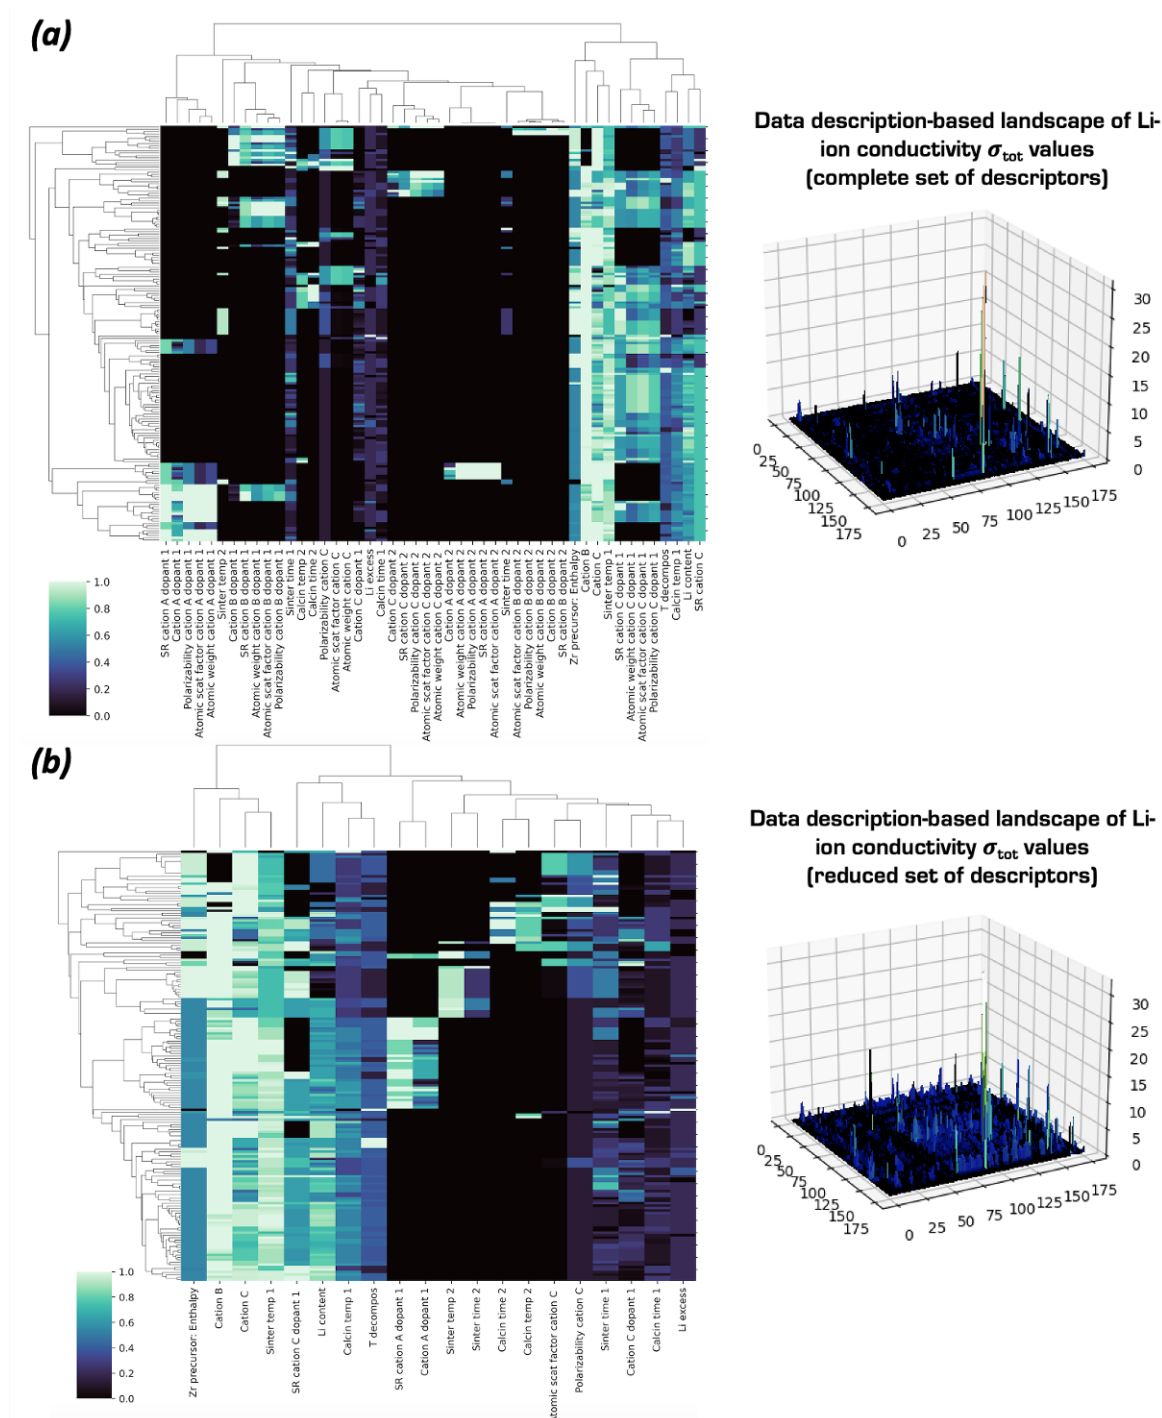 (a)
Data description-based landscape of Li-
ion conductivity σtot values
(complete set of descriptors)
30
25
20
15
10
5
0
0
25
50
75
100
125
150
175
0
25
50
75
100
125
150
175
1.0
0.8
0.6
0.4
0.2
0.0
SR cation A dopant 1
Cation A dopant 1
Polarizability cation A dopant 1
Atomic scat factor cation A dopant 1
Atomic weight cation A dopant 1
Sinter temp 2
Cation B dopant 1
SR cation B dopant 1
Atomic weight cation B dopant 1
Atomic scat factor cation B dopant 1
Polarizability cation B dopant 1
Sinter time 1
Calcin temp 2
Calcin time 2
Polarizability cation C
Atomic scat factor cation C
Atomic weight cation C
Cation C dopant 1
Li excess
Calcin time 1
Cation C dopant 2
SR cation C dopant 2
Polarizability cation C dopant 2
Atomic scat factor cation C dopant 2
Atomic weight cation C dopant 2
Cation A dopant 2
Atomic weight cation A dopant 2
Polarizability cation A dopant 2
SR cation A dopant 2
Atomic scat factor cation A dopant 2
Sinter time 2
Atomic scat factor cation B dopant 2
Polarizability cation B dopant 2
Atomic weight cation B dopant 2
Cation B dopant 2
SR cation B dopant 2
Zr precursor: Enthalpy
Cation B
Cation C
Sinter temp 1
SR cation C dopant 1
Atomic weight cation C dopant 1
Atomic scat factor cation C dopant 1
Polarizability cation C dopant 1
T decompos
Calcin temp 1
Li content
SR cation C
(b)
Data description-based landscape of Li-
ion conductivity σtot values
(reduced set of descriptors)
30
25
20
15
10
5
0
0
25
50
75
100
125
150
175
0
25
50
75
100
125
150
175
1.0
0.8
0.6
0.4
0.2
0.0
Zr precursor: Enthalpy
Cation B
Cation C
Sinter temp 1
SR cation C dopant 1
Li content
Calcin temp 1
T decompos
SR cation A dopant 1
Cation A dopant 1
Sinter temp 2
Sinter time 2
Calcin time 2
Calcin temp 2
tomic scat factor cation C
Polarizability cation C
Sinter time 1
Cation C dopant 1
Calcin time 1
Li excess